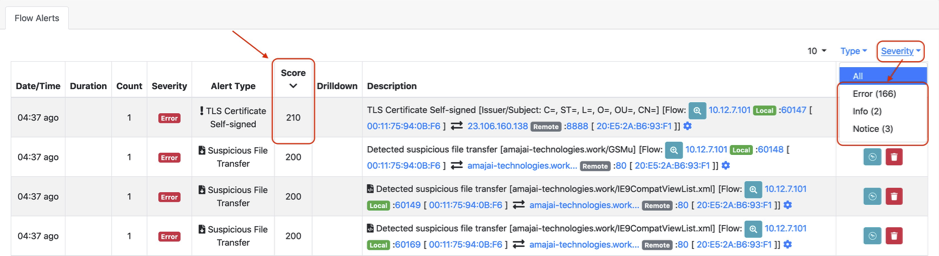 Flow Alerts
10 Type Severity
All
Error (166)
Info (2)
Notice (3)
Date/Time Duration Count Severity Alert Type Score Drilldown Description
04:37 ago 1 Error ! TLS Certificate Self-signed 210 TLS Certificate Self-signed [Issuer/Subject: C=, ST=, L=, O=, OU=, CN=] [Flow: 10.12.7.101 Local :60147 [
00:11:75:94:0B:F6 ] 23.106.160.138 Remote :8888 [ 20:E5:2A:B6:93:F1 ]]
04:37 ago 1 Error Suspicious File Transfer 200 Detected suspicious file transfer [amajai-technologies.work/GSMu] [Flow: 10.12.7.101 Local :60148 [
00:11:75:94:0B:F6 ] amajai-technologies.work... Remote :80 [ 20:E5:2A:B6:93:F1 ]]
04:37 ago 1 Error Suspicious File Transfer 200 Detected suspicious file transfer [amajai-technologies.work/IE9CompatViewList.xml] [Flow: 10.12.7.101
Local :60149 [ 00:11:75:94:0B:F6 ] amajai-technologies.work... Remote :80 [ 20:E5:2A:B6:93:F1 ]]
04:37 ago 1 Error Suspicious File Transfer 200 Detected suspicious file transfer [amajai-technologies.work/IE9CompatViewList.xml] [Flow: 10.12.7.101
Local :60169 [ 00:11:75:94:0B:F6 ] amajai-technologies.work... Remote :80 [ 20:E5:2A:B6:93:F1 ]]